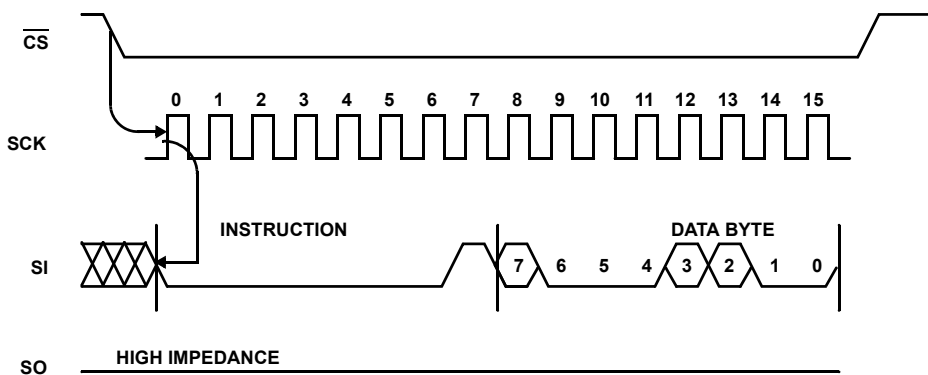 CS
0 1 2 3 4 5 6 7 8 9 10 11 12 13 14 15
SCK
INSTRUCTION DATA BYTE
SI 7 6 5 4 3 2 1 0
HIGH IMPEDANCE
SO